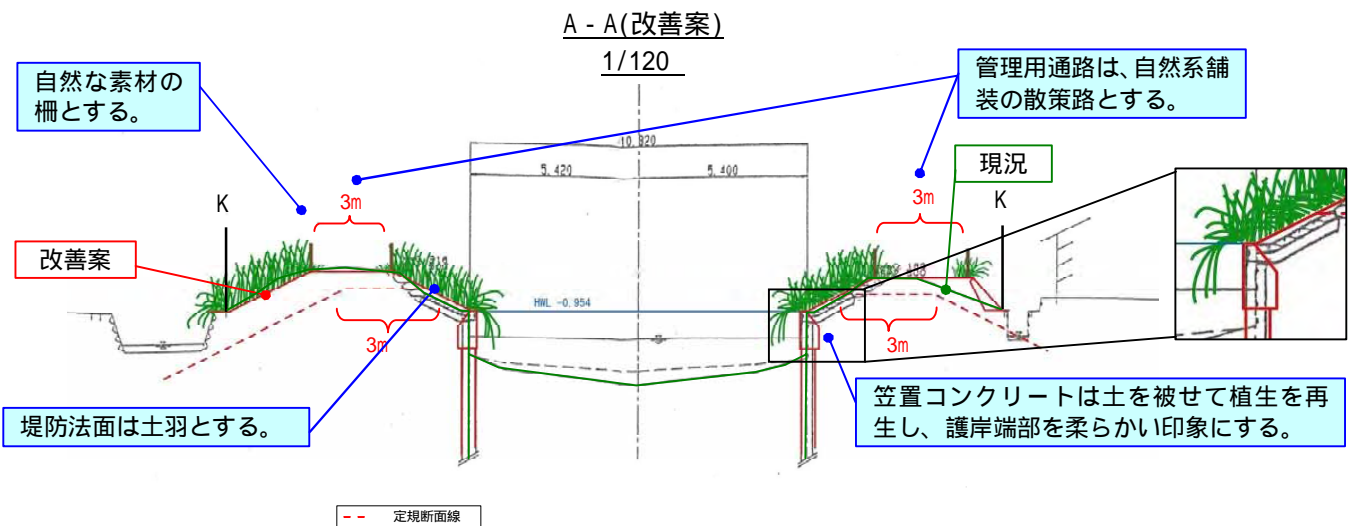 A - A(改善案)
1/120
自然な素材の
柵とする。
管理用通路は、自然系舗
装の散策路とする。
10.820
5.420
5.400
現況
K
3m
3m
K
改善案
HWL -0.954
3m
3m
堤防法面は土羽とする。
笠置コンクリートは土を被せて植生を再
生し、護岸端部を柔らかい印象にする。
定規断面線